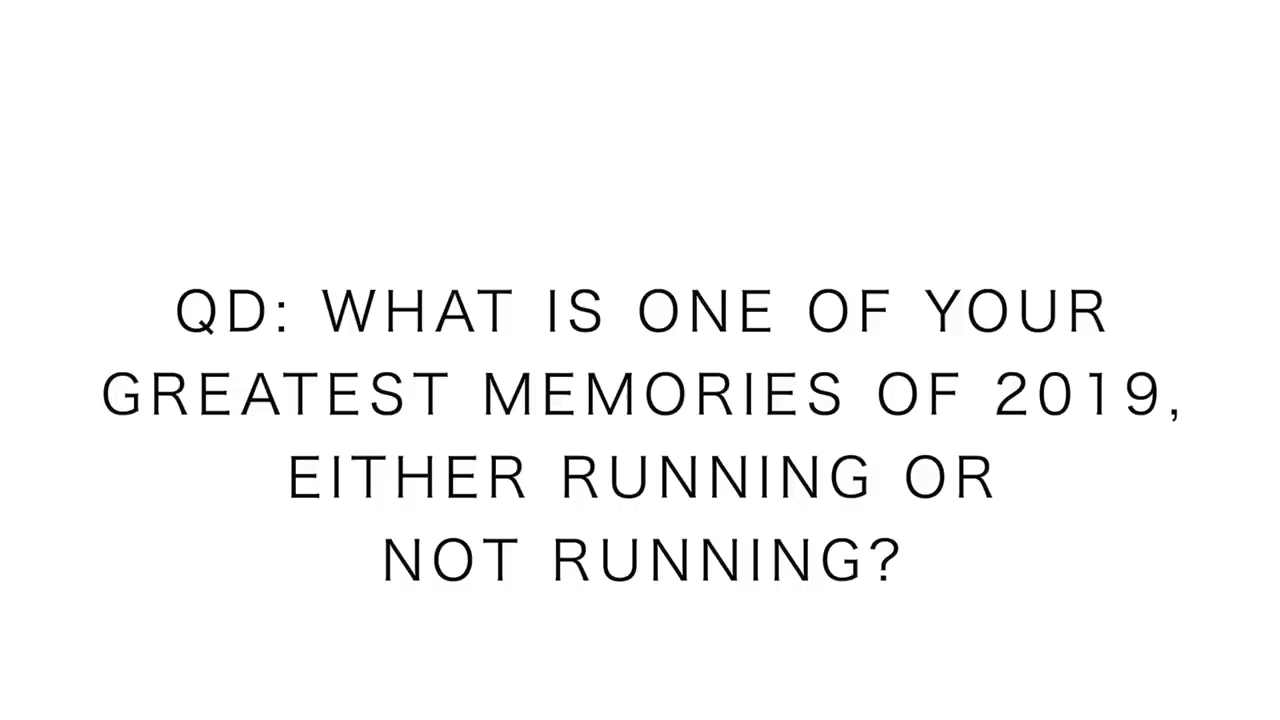 QD: WHAT IS ONE OF YOUR
GREATEST MEMORIES OF 2019,
EITHER RUNNING OR
NOT RUNNING?